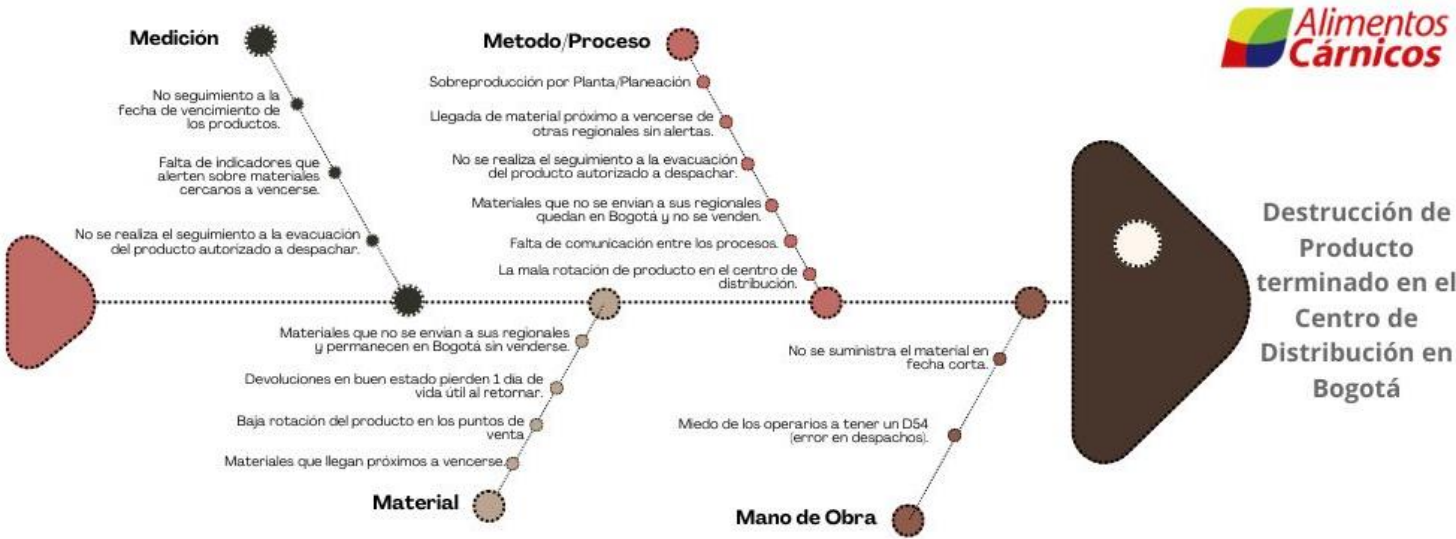 Alimentos
Cárnicos
Medición
No seguimiento a la
fecha de vencimiento de
los productos.
Falta de indicadores que
alerten sobre materiales
cercanos a vencerse.
No se realiza el seguimiento a la evacuación
del producto autorizado a despachar.
Metodo/Proceso
Sobreproducción por Planta/Planeación
Llegada de material próximo a vencerse de
otras regionales sin alertas.
No se realiza el seguimiento a la evacuación
del producto autorizado a despachar.
Materiales que no se envian a sus regionales
quedan en Bogotá y no se venden.
Falta de comunicación entre los procesos.
La mala rotación de producto en el centro de
distribución.
Materiales que no se envian a sus regionales
y permanecen en Bogotá sin venderse.
Devoluciones en buen estado pierden 1 dia de
vida útil al retornar.
Baja rotación del producto en los puntos de
venta
Materiales que llegan próximos a vencerse.
Material
No se suministra el material en
fecha corta.
Miedo de los operarios a tener un D54
(error en despachos).
Mano de Obra
Destrucción de
Producto
terminado en el
Centro de
Distribución en
Bogotá